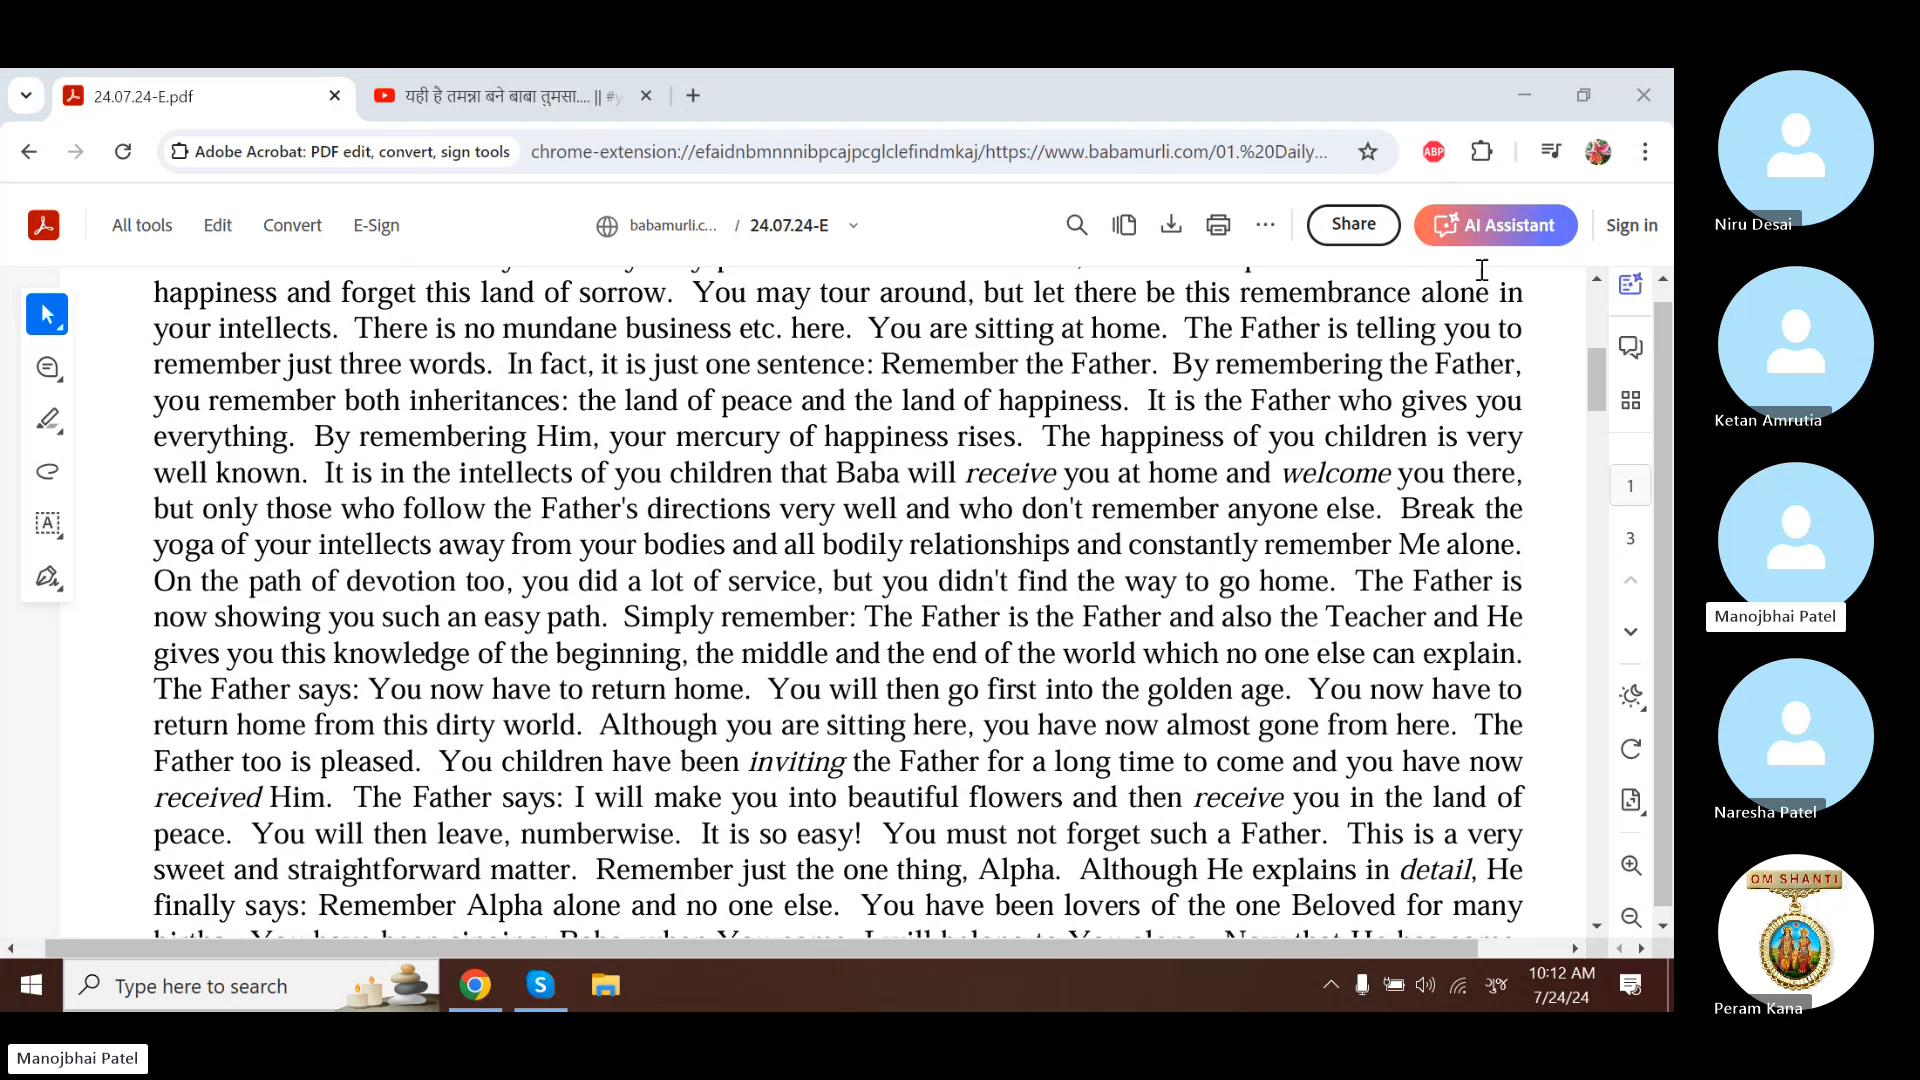 24.07.24-E.pdf
यही है तमन्ना बने बाबा तुमसा.... || #y
Adobe Acrobat: PDF edit, convert, sign tools
chrome-extension://efaidnbmnnnibpcajpcglclefindmkaj/https://www.babamurli.com/01.%20Daily...
ABP
All tools
Edit
Convert
E-Sign
babamurli.c... / 24.07.24-E
Share
AI Assistant
Sign in
happiness and forget this land of sorrow. You may tour around, but let there be this remembrance alone in
your intellects. There is no mundane business etc. here. You are sitting at home. The Father is telling you to
remember just three words. In fact, it is just one sentence: Remember the Father. By remembering the Father,
you remember both inheritances: the land of peace and the land of happiness. It is the Father who gives you
everything. By remembering Him, your mercury of happiness rises. The happiness of you children is very
well known. It is in the intellects of you children that Baba will receive you at home and welcome you there,
but only those who follow the Father's directions very well and who don't remember anyone else. Break the
yoga of your intellects away from your bodies and all bodily relationships and constantly remember Me alone.
On the path of devotion too, you did a lot of service, but you didn't find the way to go home. The Father is
now showing you such an easy path. Simply remember: The Father is the Father and also the Teacher and He
gives you this knowledge of the beginning, the middle and the end of the world which no one else can explain.
The Father says: You now have to return home. You will then go first into the golden age. You now have to
return home from this dirty world. Although you are sitting here, you have now almost gone from here. The
Father too is pleased. You children have been inviting the Father for a long time to come and you have now
received Him. The Father says: I will make you into beautiful flowers and then receive you in the land of
peace. You will then leave, numberwise. It is so easy! You must not forget such a Father. This is a very
sweet and straightforward matter. Remember just the one thing, Alpha. Although He explains in detail, He
finally says: Remember Alpha alone and no one else. You have been lovers of the one Beloved for many
1
3
Type here to search
ગુજ
10:12 AM
7/24/24
Niru Desai
Ketan Amrutia
Manojbhai Patel
Naresha Patel
OM SHANTI
Peram Kana
Manojbhai Patel